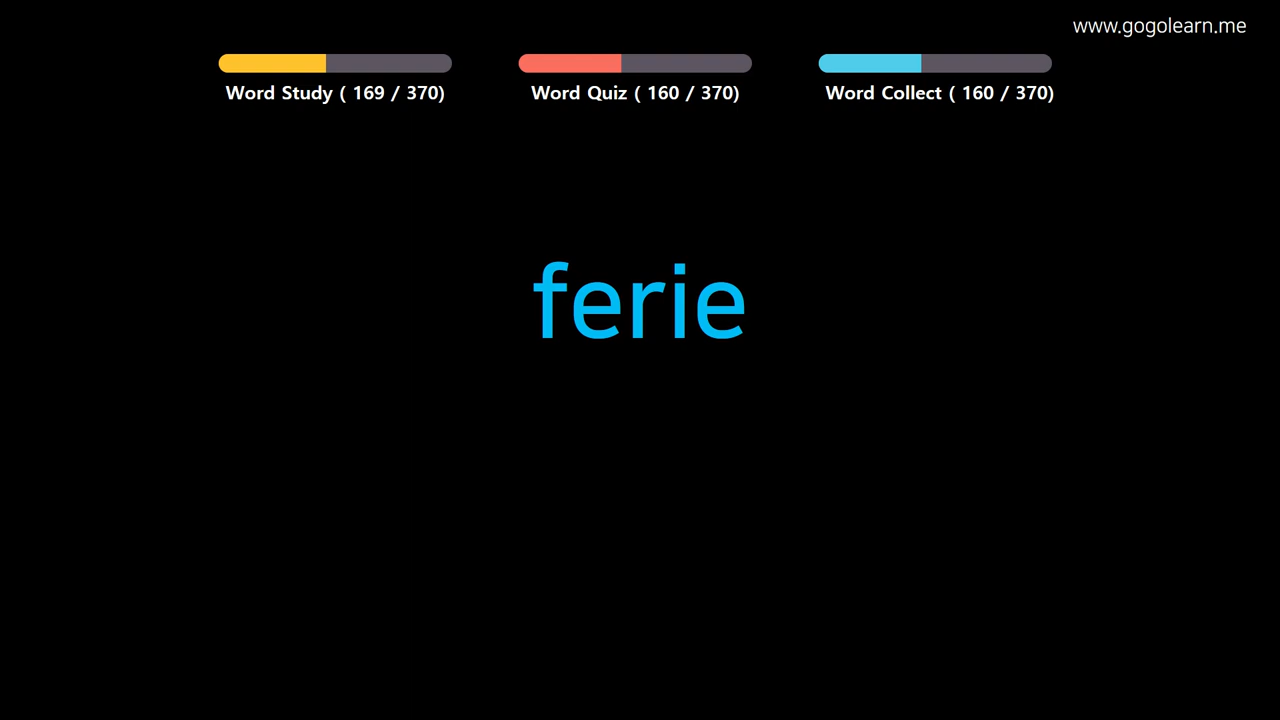 www.gogolearn.me
Word Study ( 169 / 370)
Word Quiz ( 160 / 370)
Word Collect ( 160 / 370)
ferie